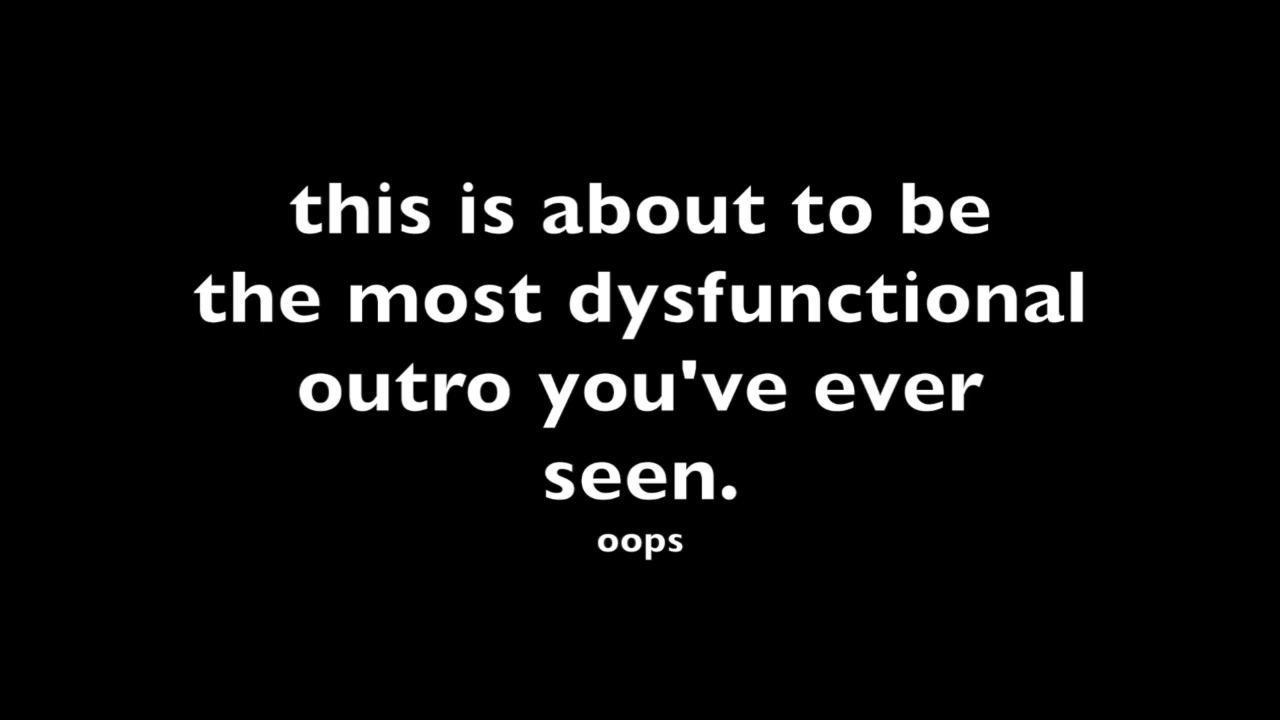 this is about to be
the most dysfunctional
outro you've ever
seen.
oops